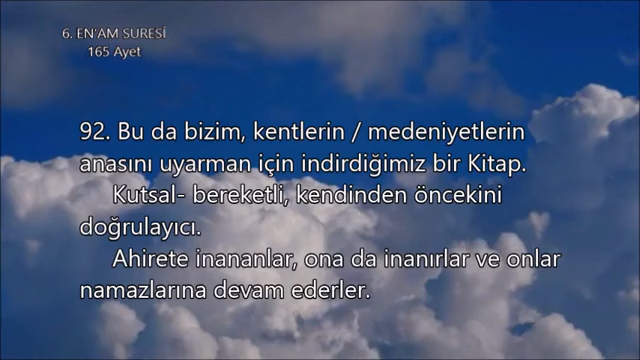 6. EN'AM SURESİ
165 Ayet
92. Bu da bizim, kentlerin / medeniyetlerin
anasını uyarman için indirdiğimiz bir Kitap.
Kutsal- bereketli, kendinden öncekini
doğrulayıcı.
Ahirete inananlar, ona da inanırlar ve onlar
namazlarına devam ederler.